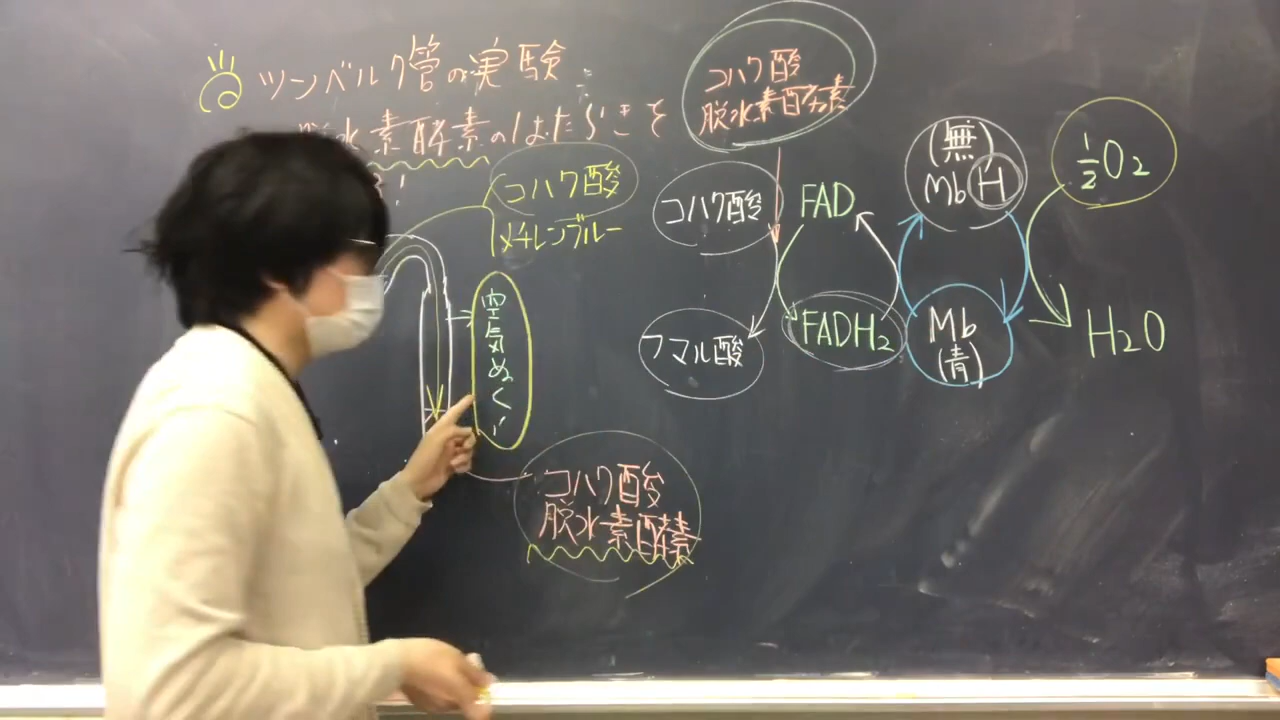 ツンベルク管の実験
脱水素酵素のはたらきを
コハク酸
メチレンブルー
空気ぬく!
コハク酸
脱水素酵素
コハク酸
脱水素酵素
コハク酸
FAD
フマル酸
FADH2
(無)
MbH
Mb
(青)
1/2 O2
H2O